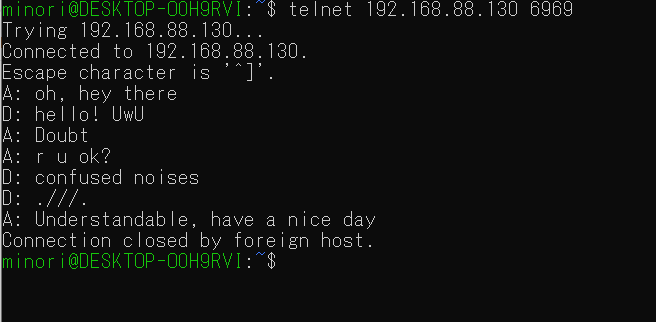 minori@DESKTOP-OOH9RVI:~$ telnet 192.168.88.130 6969
Trying 192.168.88.130...
Connected to 192.168.88.130.
Escape character is '^]'.
A: oh, hey there
D: hello! UwU
A: Doubt
A: r u ok?
D: confused noises
D: .///.
A: Understandable, have a nice day
Connection closed by foreign host.
minori@DESKTOP-OOH9RVI:~$